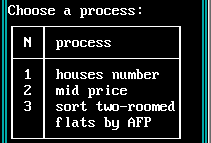 Choose a process:
N process
1 houses number
2 mid price
3 sort two-roomed
flats by AFP